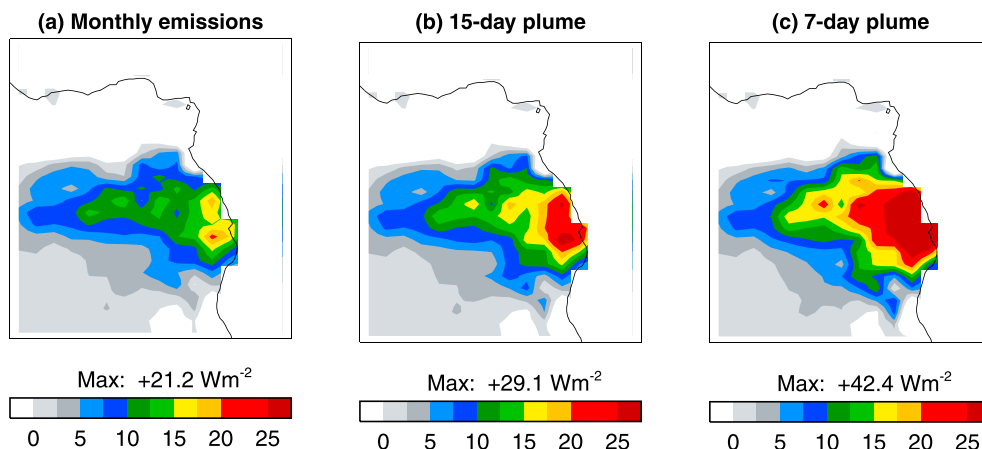 (a) Monthly emissions
(b) 15-day plume
(c) 7-day plume
Max: +21.2 Wm⁻²
Max: +29.1 Wm⁻²
Max: +42.4 Wm⁻²
0 5 10 15 20 25
0 5 10 15 20 25
0 5 10 15 20 25